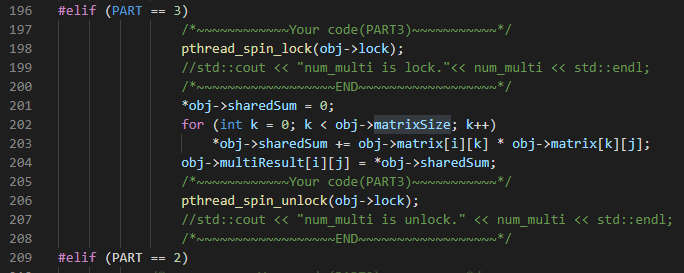 196 #elif (PART == 3)
197 /*~~~~~~~~~~~~Your code(PART3)~~~~~~~~~~~*/
198 pthread_spin_lock(obj->lock);
199 //std::cout << "num_multi is lock."<< num_multi << std::endl;
200 /*~~~~~~~~~~~~~~~~~~END~~~~~~~~~~~~~~~~~~*/
201 *obj->sharedSum = 0;
202 for (int k = 0; k < obj->matrixSize; k++)
203 *obj->sharedSum += obj->matrix[i][k] * obj->matrix[k][j];
204 obj->multiResult[i][j] = *obj->sharedSum;
205 /*~~~~~~~~~~~~Your code(PART3)~~~~~~~~~~~*/
206 pthread_spin_unlock(obj->lock);
207 //std::cout << "num_multi is unlock." << num_multi << std::endl;
208 /*~~~~~~~~~~~~~~~~~~END~~~~~~~~~~~~~~~~~~*/
209 #elif (PART == 2)